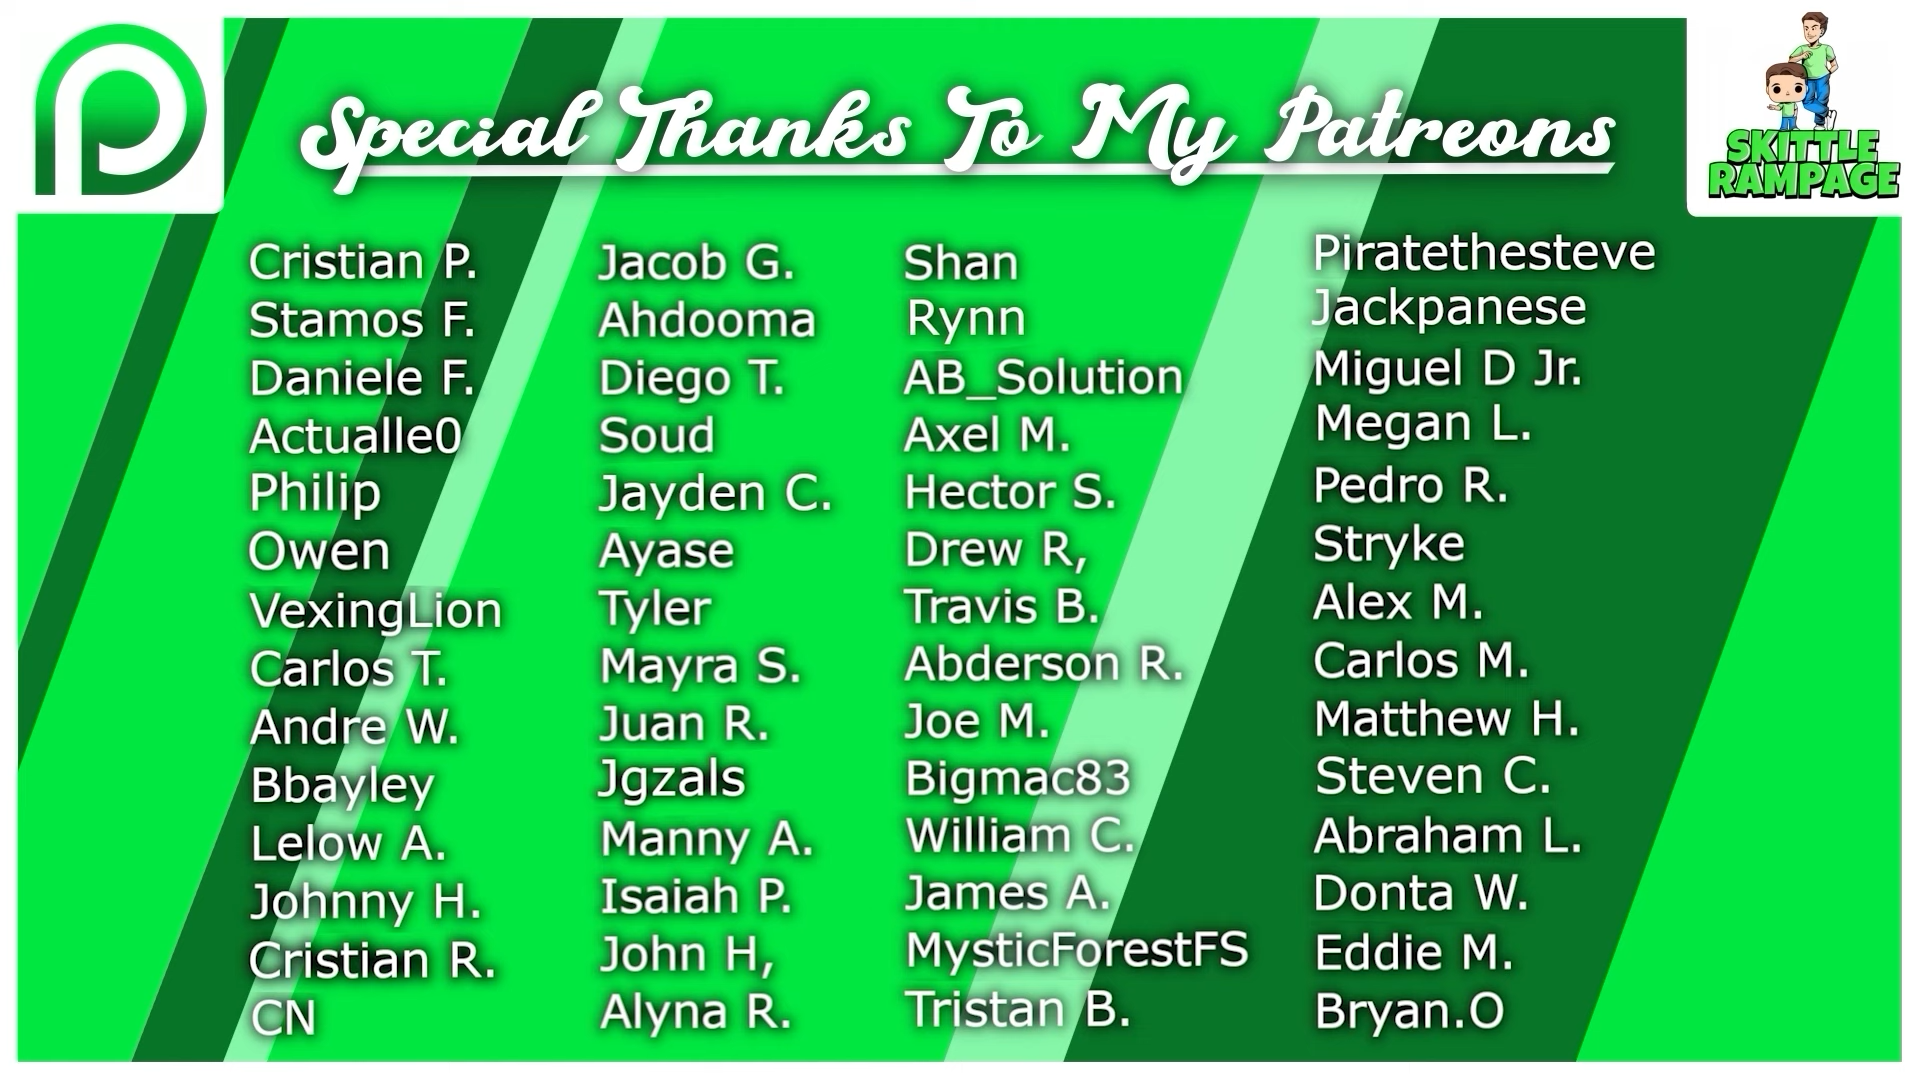 Special Thanks To My Patreons
SKITTLE
RAMPAGE
Cristian P.
Stamos F.
Daniele F.
Actualle0
Philip
Owen
VexingLion
Carlos T.
Andre W.
Bbayley
Lelow A.
Johnny H.
Cristian R.
CN
Jacob G.
Ahdooma
Diego T.
Soud
Jayden C.
Ayase
Tyler
Mayra S.
Juan R.
Jgzals
Manny A.
Isaiah P.
John H,
Alyna R.
Shan
Rynn
AB_Solution
Axel M.
Hector S.
Drew R,
Travis B.
Abderson R.
Joe M.
Bigmac83
William C.
James A.
MysticForestFS
Tristan B.
Piratethesteve
Jackpanese
Miguel D Jr.
Megan L.
Pedro R.
Stryke
Alex M.
Carlos M.
Matthew H.
Steven C.
Abraham L.
Donta W.
Eddie M.
Bryan.O